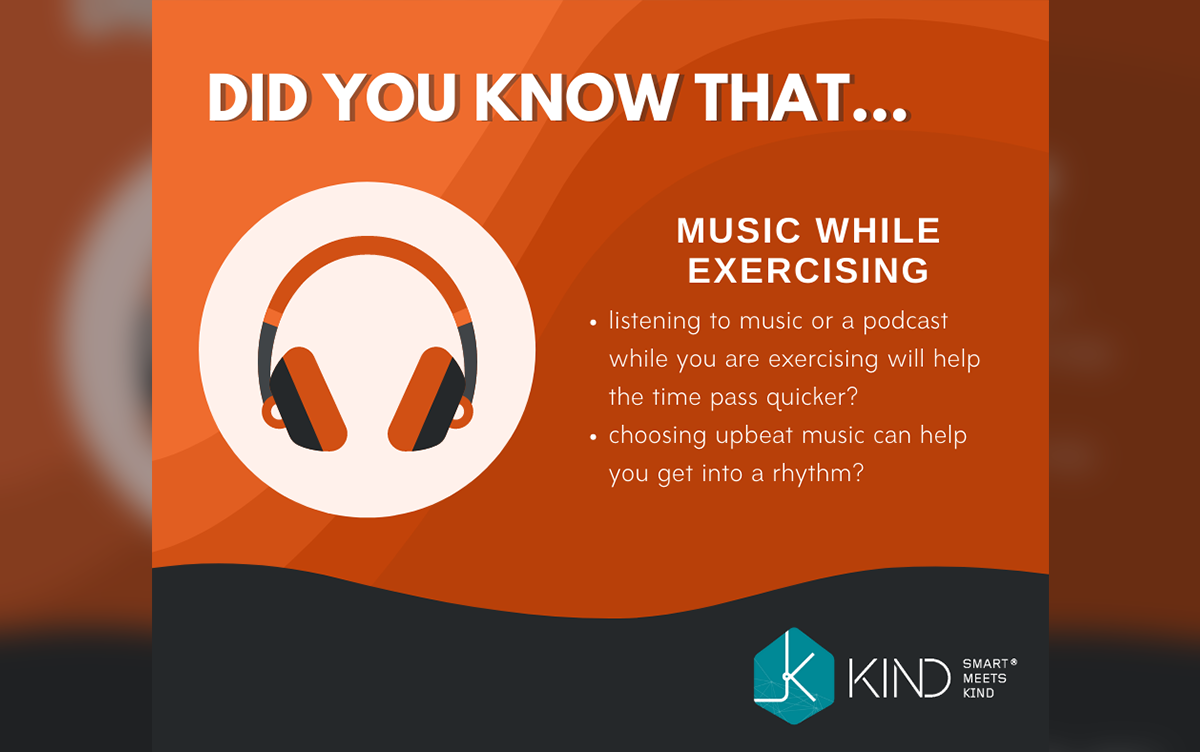 DID YOU KNOW THAT...
MUSIC WHILE
EXERCISING
• listening to music or a podcast
while you are exercising will help
the time pass quicker?
• choosing upbeat music can help
you get into a rhythm?
KIND
SMART®
MEETS
KIND